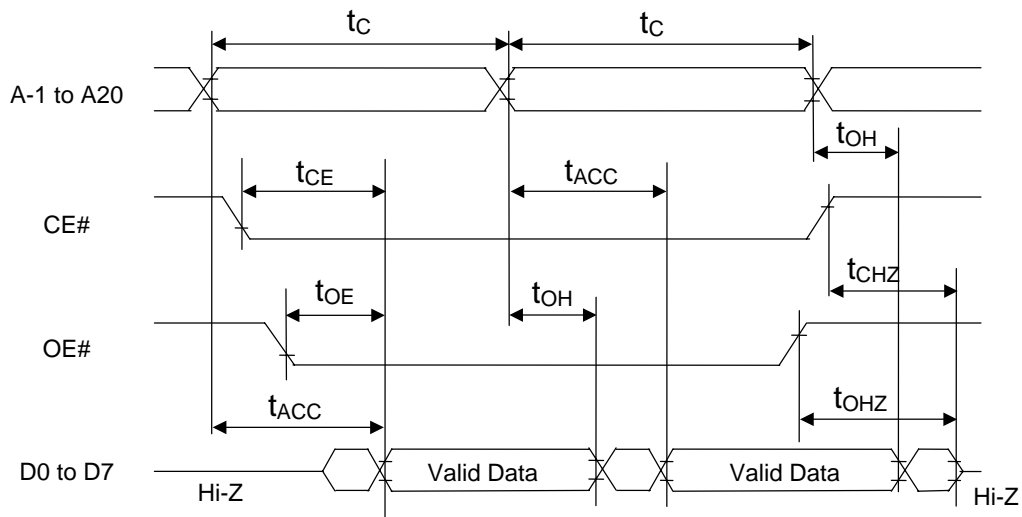 tC tC
A-1 to A20
tOH
tCE tACC
CE#
tCHZ
tOE tOH
OE#
tACC tOHZ
D0 to D7 Valid Data Valid Data
Hi-Z Hi-Z